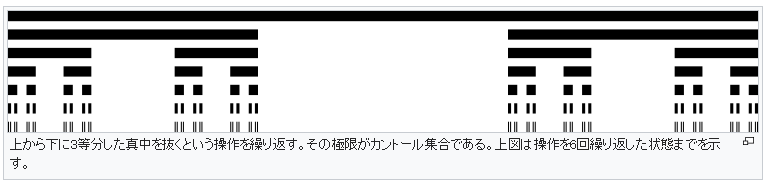 上から下に3等分した真中を抜くという操作を繰り返す。その極限がカントール集合である。上図は操作を6回繰り返した状態までを示
す。